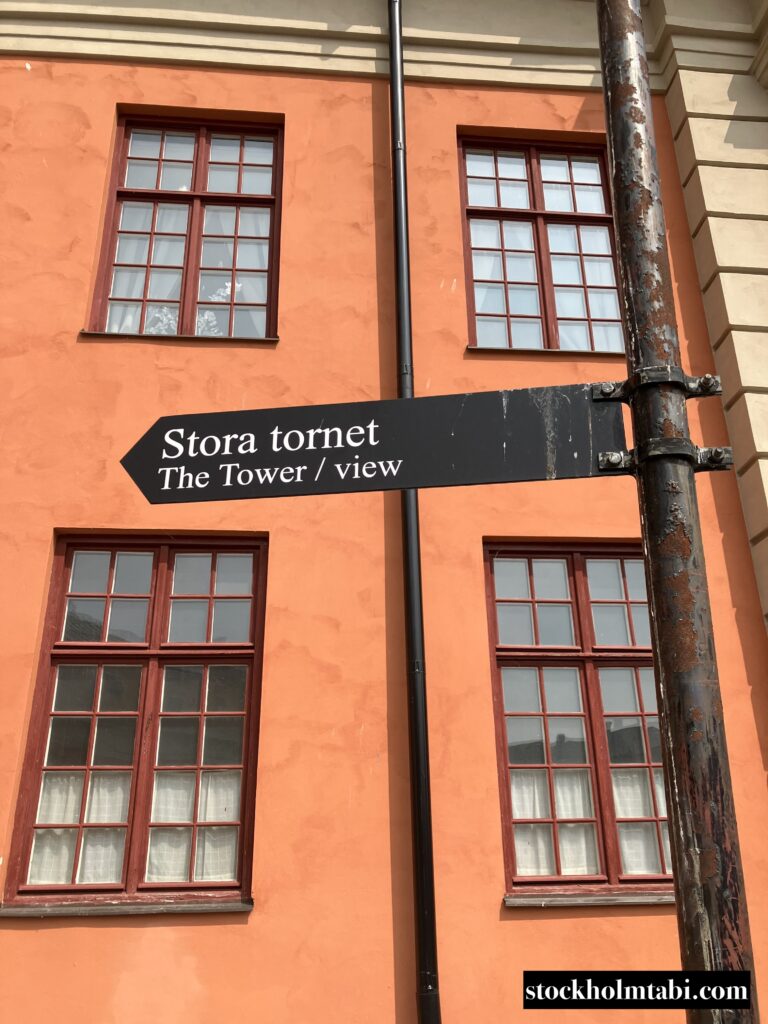 Stora tornet
The Tower / view
stockholmtabi.com